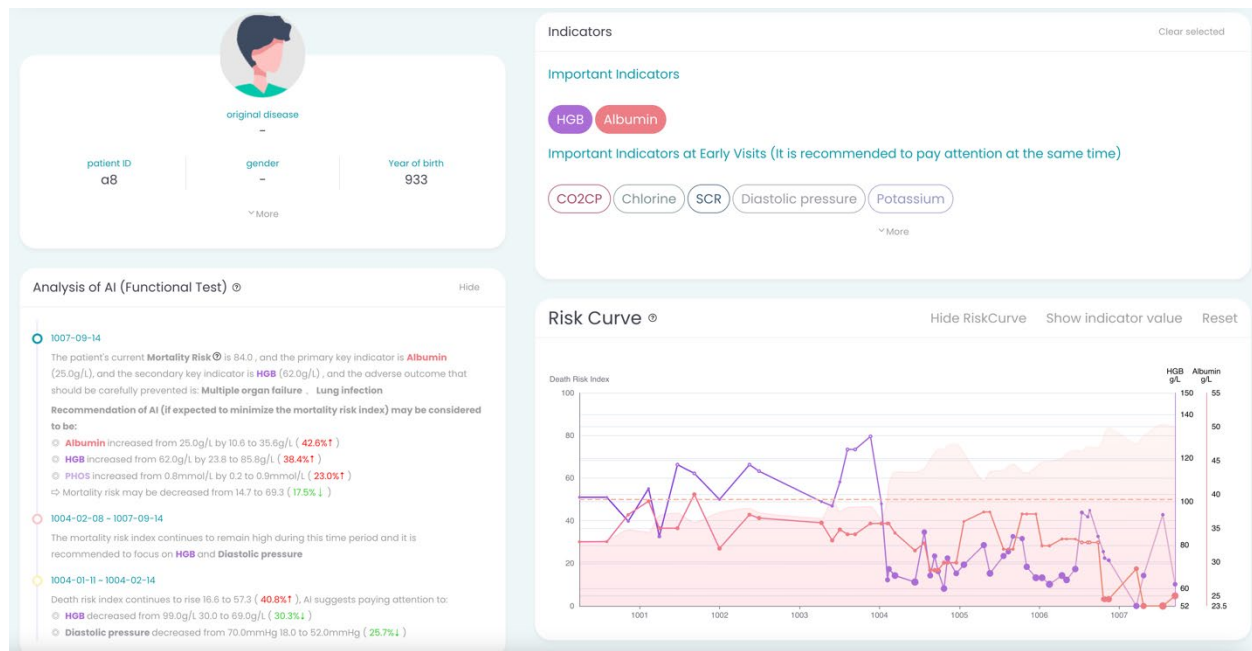 original disease
-
patient ID
gender
Year of birth
a8
-
933
More
Analysis of AI (Functional Test)
Hide
1007-09-14
The patient's current Mortality Risk is 84.0 , and the primary key indicator is Albumin
(25.0g/L), and the secondary key indicator is HGB (62.0g/L) , and the adverse outcome that
should be carefully prevented is: Multiple organ failure 、 Lung infection
Recommendation of AI (if expected to minimize the mortality risk index) may be considered
to be:
Albumin increased from 25.0g/L by 10.6 to 35.6g/L ( 42.6%↑ )
HGB increased from 62.0g/L by 23.8 to 85.8g/L ( 38.4%↑ )
PHOS increased from 0.8mmol/L by 0.2 to 0.9mmol/L ( 23.0%↑ )
⇨ Mortality risk may be decreased from 14.7 to 69.3 ( 17.5%↓ )
1004-02-08 - 1007-09-14
The mortality risk index continues to remain high during this time period and it is
recommended to focus on HGB and Diastolic pressure
1004-01-11 - 1004-02-14
Death risk index continues to rise 16.6 to 57.3 ( 40.8%↑ ), AI suggests paying attention to:
HGB decreased from 99.0g/L 30.0 to 69.0g/L ( 30.3%↓ )
Diastolic pressure decreased from 70.0mmHg 18.0 to 52.0mmHg ( 25.7%↓ )
Indicators
Clear selected
Important Indicators
HGB Albumin
Important Indicators at Early Visits (It is recommended to pay attention at the same time)
CO2CP Chlorine SCR Diastolic pressure Potassium
More
Risk Curve
Hide RiskCurve Show indicator value Reset
Death Risk Index
HGB
g/L
Albumin
g/L
100
80
60
40
20
0
150
140
120
100
80
60
52
55
50
45
40
35
30
25
23.5
1001 1002 1003 1004 1005 1006 1007